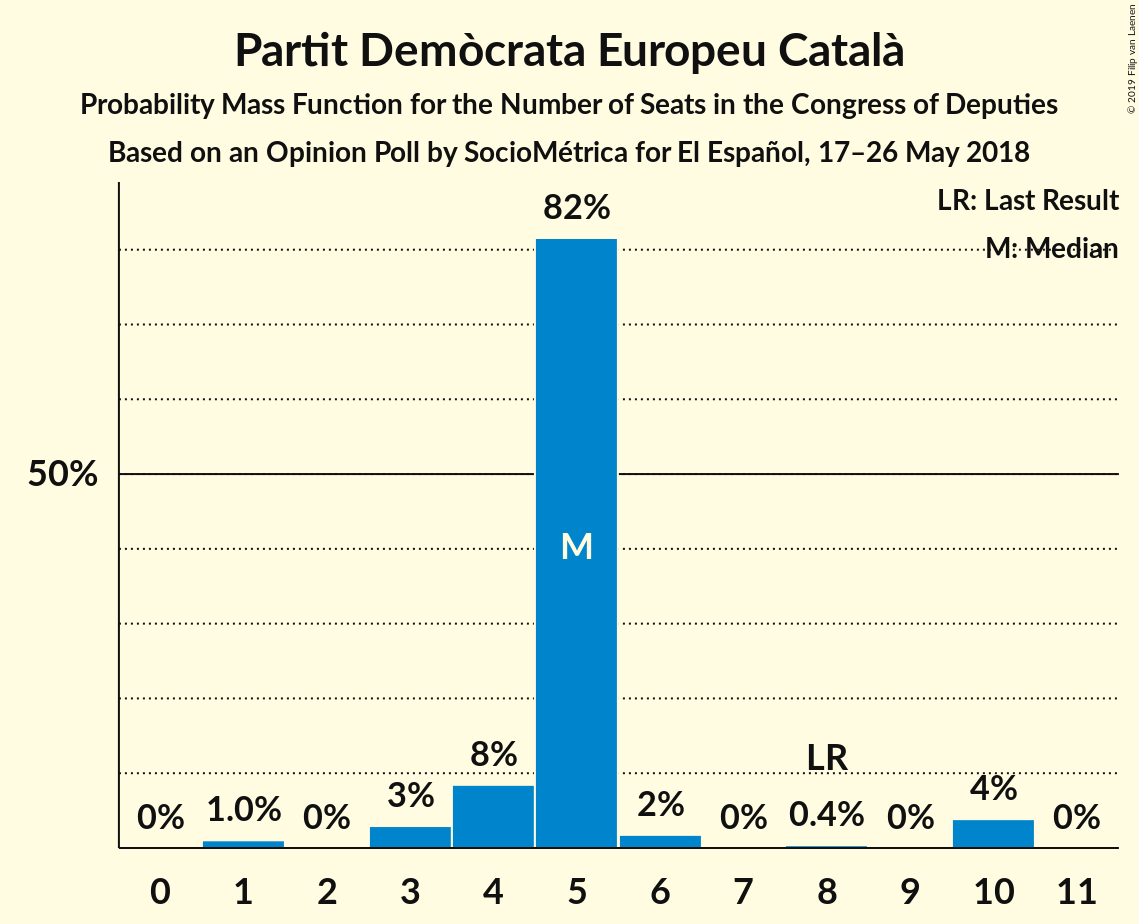 Partit Demòcrata Europeu Català
Probability Mass Function for the Number of Seats in the Congress of Deputies
Based on an Opinion Poll by SocioMétrica for El Español, 17–26 May 2018
© 2019 Filip van Laenen
LR: Last Result
M: Median
82%
50%
M
LR
0% 1.0% 0% 3% 8% 2% 0% 0.4% 0% 4% 0%
0 1 2 3 4 5 6 7 8 9 10 11